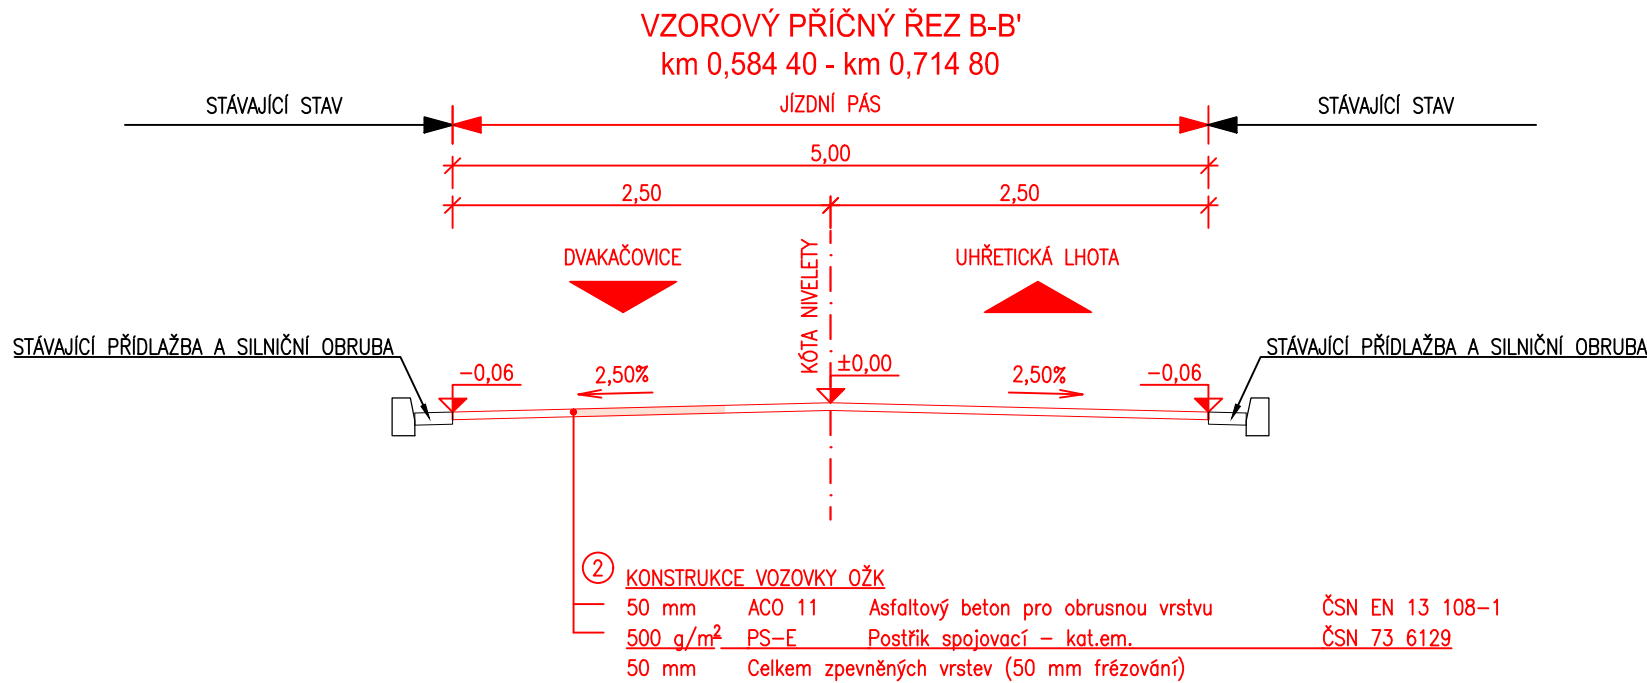 VZOROVÝ PŘÍČNÝ ŘEZ B-B'
km 0,584 40 - km 0,714 80
STÁVAJÍCÍ STAV
JÍZDNÍ PÁS
STÁVAJÍCÍ STAV
5,00
2,50
2,50
DVAKAČOVICE
KÓTA NIVELETY
UHŘETICKÁ LHOTA
STÁVAJÍCÍ PŘÍDLAŽBA A SILNIČNÍ OBRUBA
STÁVAJÍCÍ PŘÍDLAŽBA A SILNIČNÍ OBRUBA
-0,06
2,50%
±0,00
2,50%
-0,06
2
KONSTRUKCE VOZOVKY OŽK
50 mm ACO 11 Asfaltový beton pro obrusnou vrstvu ČSN EN 13 108-1
500 g/m² PS-E Postřik spojovací - kat.em. ČSN 73 6129
50 mm Celkem zpevněných vrstev (50 mm frézování)